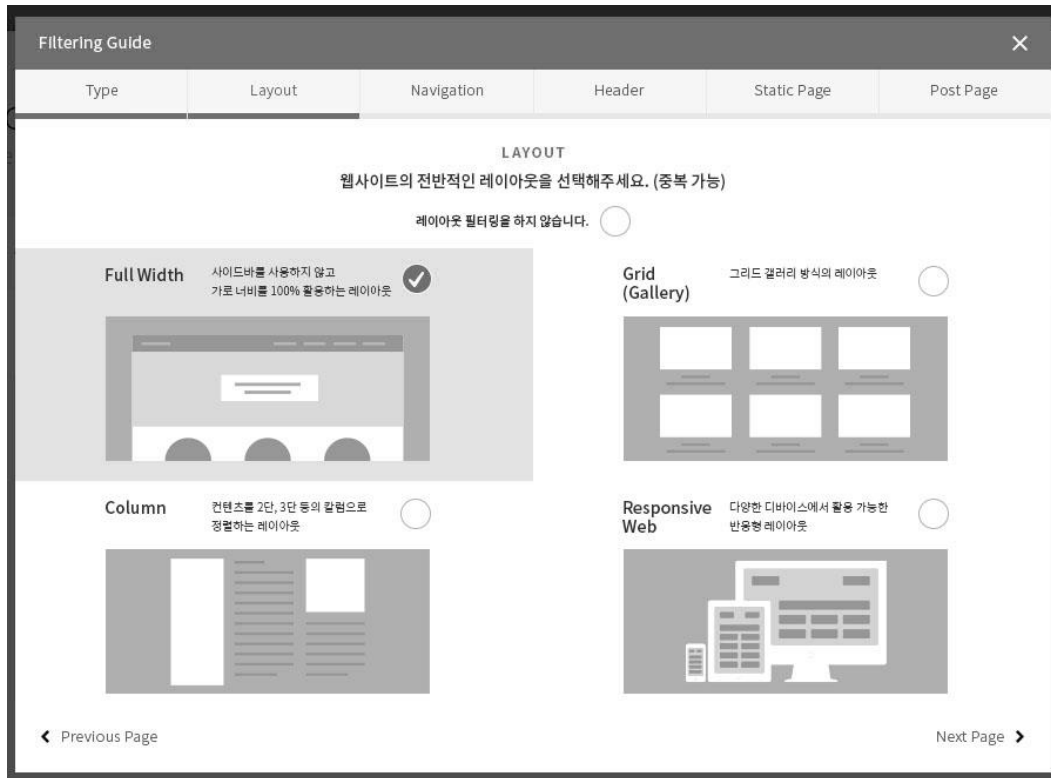 Filtering Guide
Type
Layout
Navigation
Header
Static Page
Post Page
LAYOUT
웹사이트의 전반적인 레이아웃을 선택해주세요. (중복 가능)
레이아웃 필터링을 하지 않습니다.
Full Width
사이드바를 사용하지 않고
가로 너비를 100% 활용하는 레이아웃
Grid
(Gallery)
그리드 갤러리 방식의 레이아웃
Column
컨텐츠를 2단, 3단 등의 칼럼으로
정렬하는 레이아웃
Responsive
Web
다양한 디바이스에서 활용 가능한
반응형 레이아웃
Previous Page
Next Page